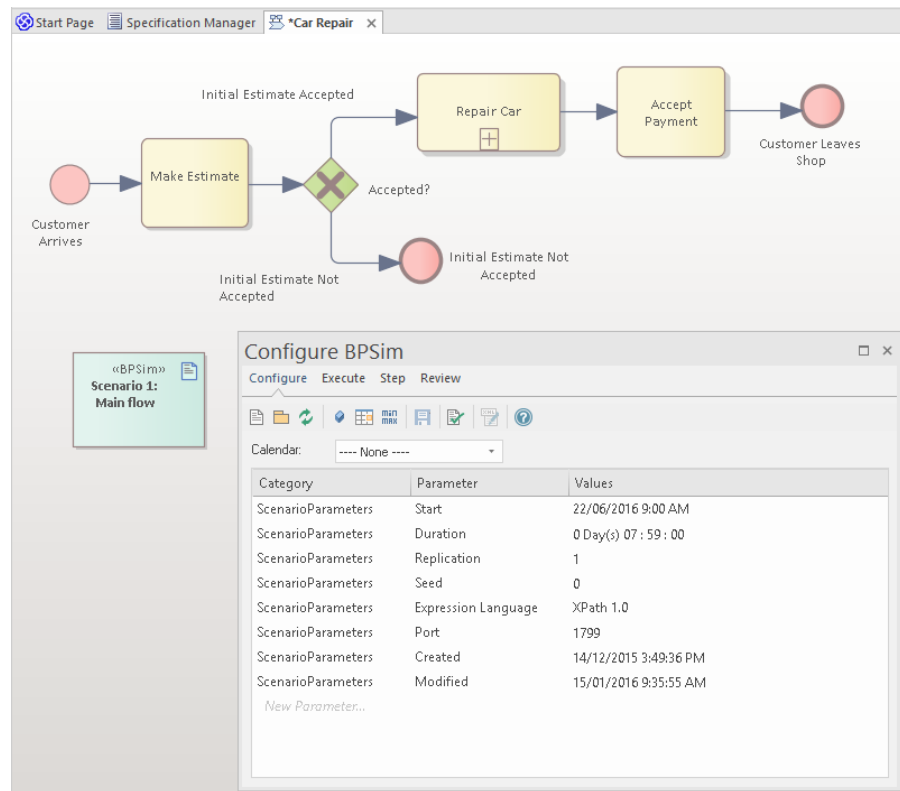 Start Page
Specification Manager
*Car Repair
Initial Estimate Accepted
Repair Car
Accept
Payment
Customer Leaves
Shop
Make Estimate
Accepted?
Customer
Arrives
Initial Estimate Not
Accepted
Initial Estimate Not
Accepted
«BPSim»
Scenario 1:
Main flow
Configure BPSim
Configure Execute Step Review
min
max
Calendar: ---- None ----
Category Parameter Values
ScenarioParameters Start 22/06/2016 9:00 AM
ScenarioParameters Duration 0 Day(s) 07 : 59 : 00
ScenarioParameters Replication 1
ScenarioParameters Seed 0
ScenarioParameters Expression Language XPath 1.0
ScenarioParameters Port 1799
ScenarioParameters Created 14/12/2015 3:49:36 PM
ScenarioParameters Modified 15/01/2016 9:35:55 AM
New Parameter...